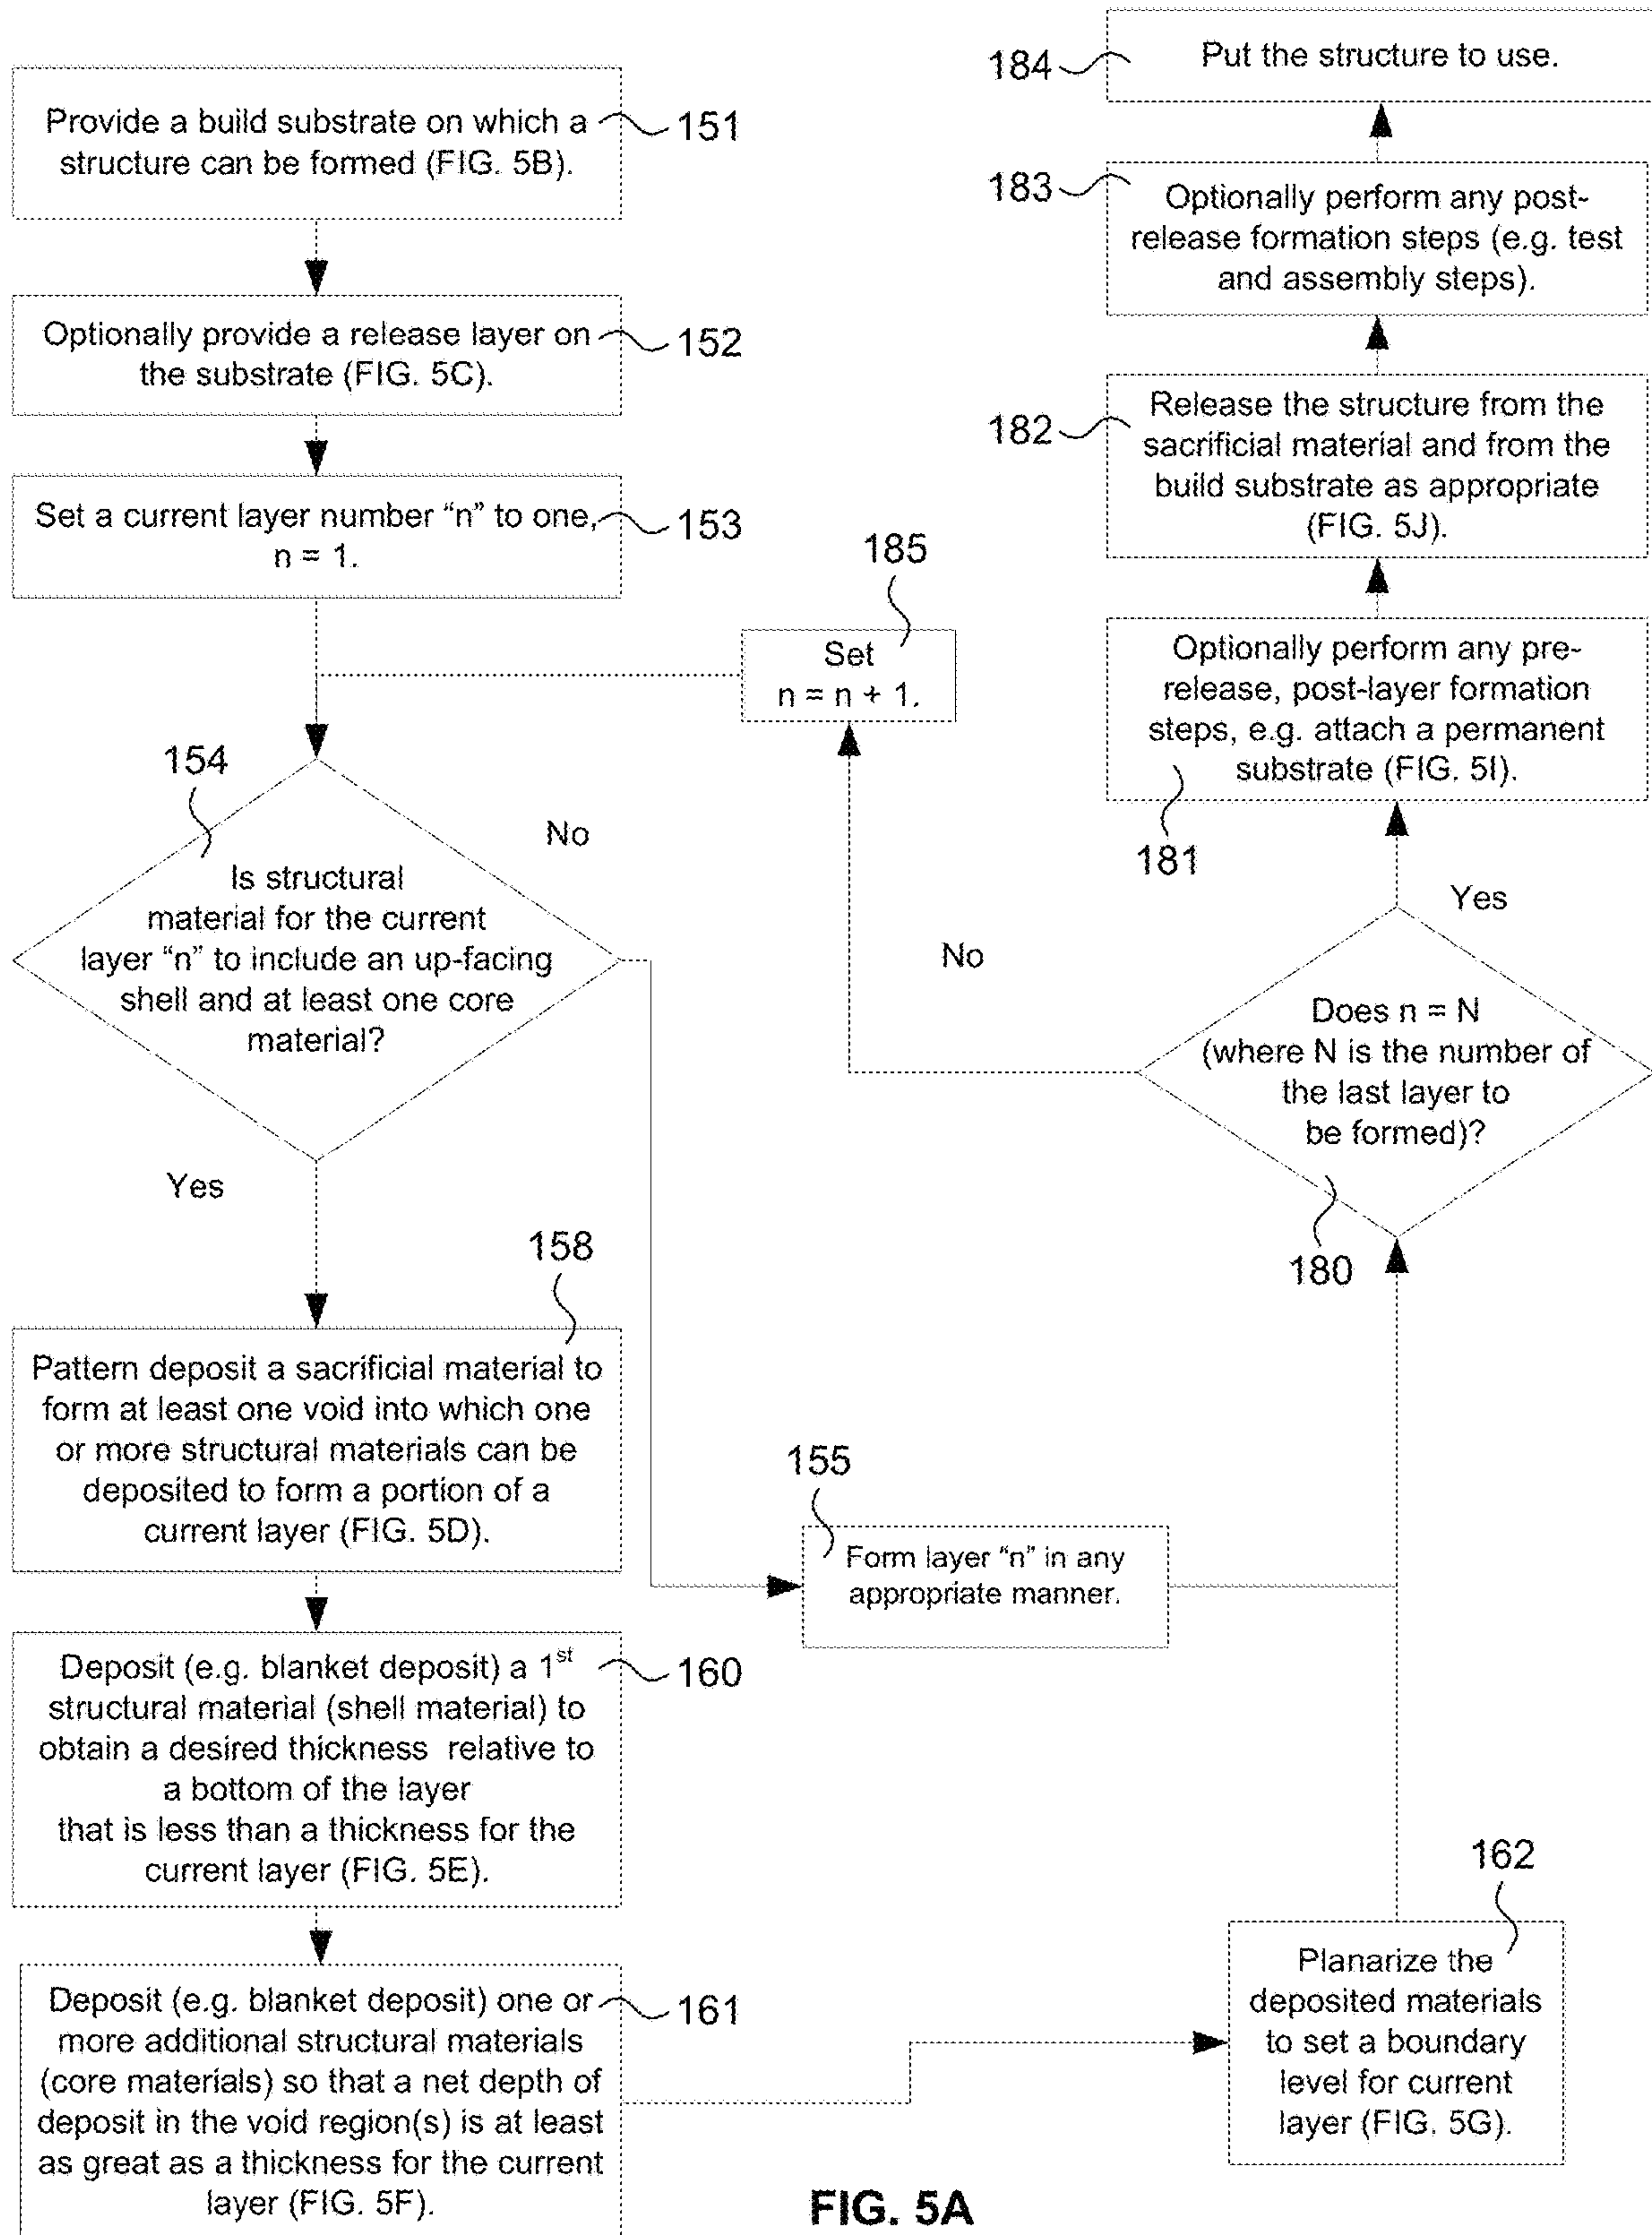 Provide a build substrate on which a
structure can be formed (FIG. 5B).
151
Optionally provide a release layer on
the substrate (FIG. 5C).
152
Set a current layer number “n” to one,
n = 1.
153
185
Set
n = n + 1.
154
No
Is structural
material for the current
layer “n” to include an up-facing
shell and at least one core
material?
Yes
158
Pattern deposit a sacrificial material to
form at least one void into which one
or more structural materials can be
deposited to form a portion of a
current layer (FIG. 5D).
155
Form layer “n” in any
appropriate manner.
Deposit (e.g. blanket deposit) a 1st
structural material (shell material) to
obtain a desired thickness relative to
a bottom of the layer
that is less than a thickness for the
current layer (FIG. 5E).
160
Deposit (e.g. blanket deposit) one or
more additional structural materials
(core materials) so that a net depth of
deposit in the void region(s) is at least
as great as a thickness for the current
layer (FIG. 5F).
161
162
Planarize the
deposited materials
to set a boundary
level for current
layer (FIG. 5G).
180
Does n = N
(where N is the number of
the last layer to
be formed)?
No
Yes
181
Optionally perform any pre-
release, post-layer formation
steps, e.g. attach a permanent
substrate (FIG. 5I).
182
Release the structure from the
sacrificial material and from the
build substrate as appropriate
(FIG. 5J).
183
Optionally perform any post-
release formation steps (e.g. test
and assembly steps).
184
Put the structure to use.
FIG. 5A